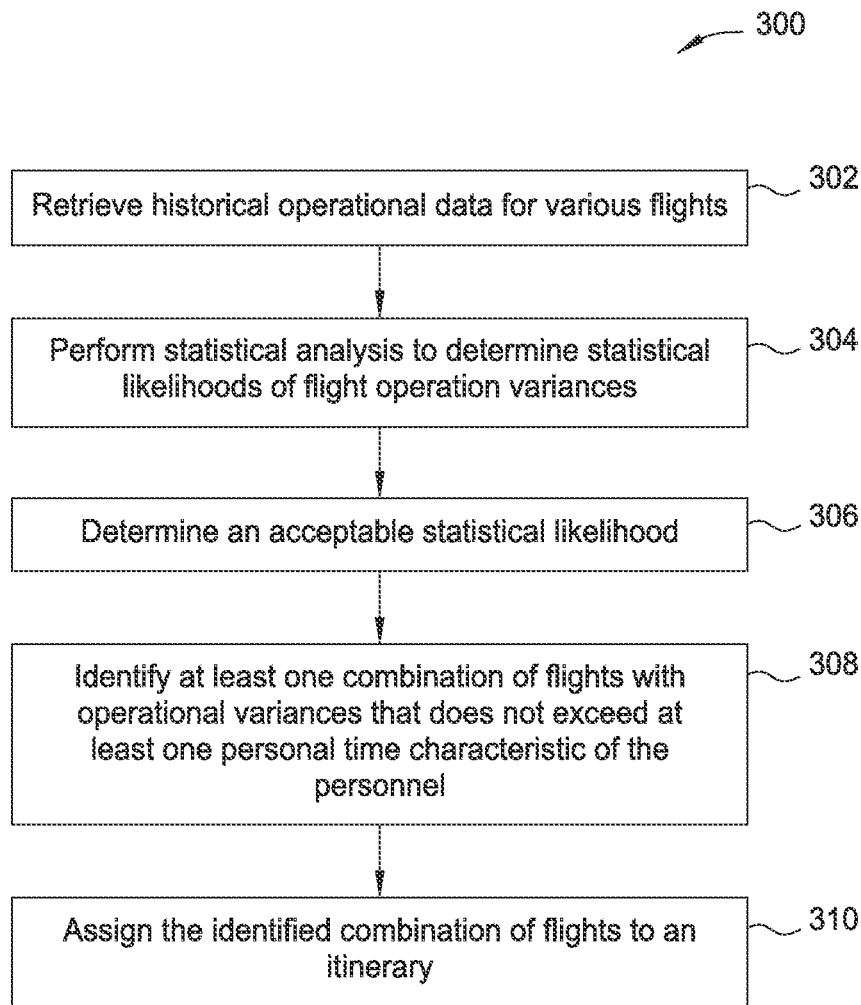 300
302
Retrieve historical operational data for various flights
304
Perform statistical analysis to determine statistical
likelihoods of flight operation variances
306
Determine an acceptable statistical likelihood
308
Identify at least one combination of flights with
operational variances that does not exceed at
least one personal time characteristic of the
personnel
310
Assign the identified combination of flights to an
itinerary